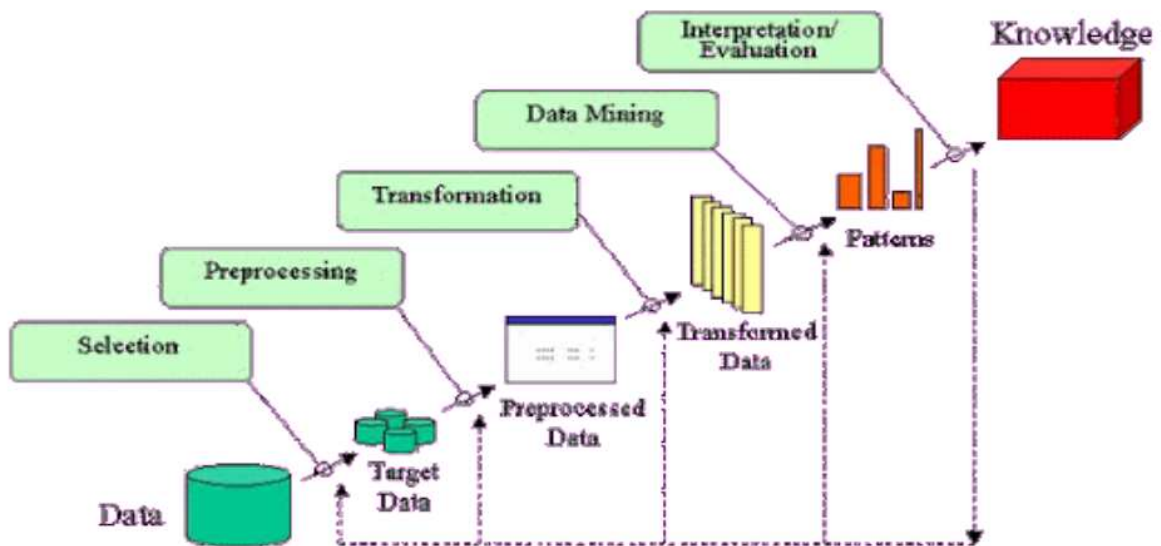 Interpretation/
Evaluation
Knowledge
Data Mining
Transformation
Patterns
Preprocessing
Transformed
Data
Selection
Preprocessed
Data
Target
Data
Data